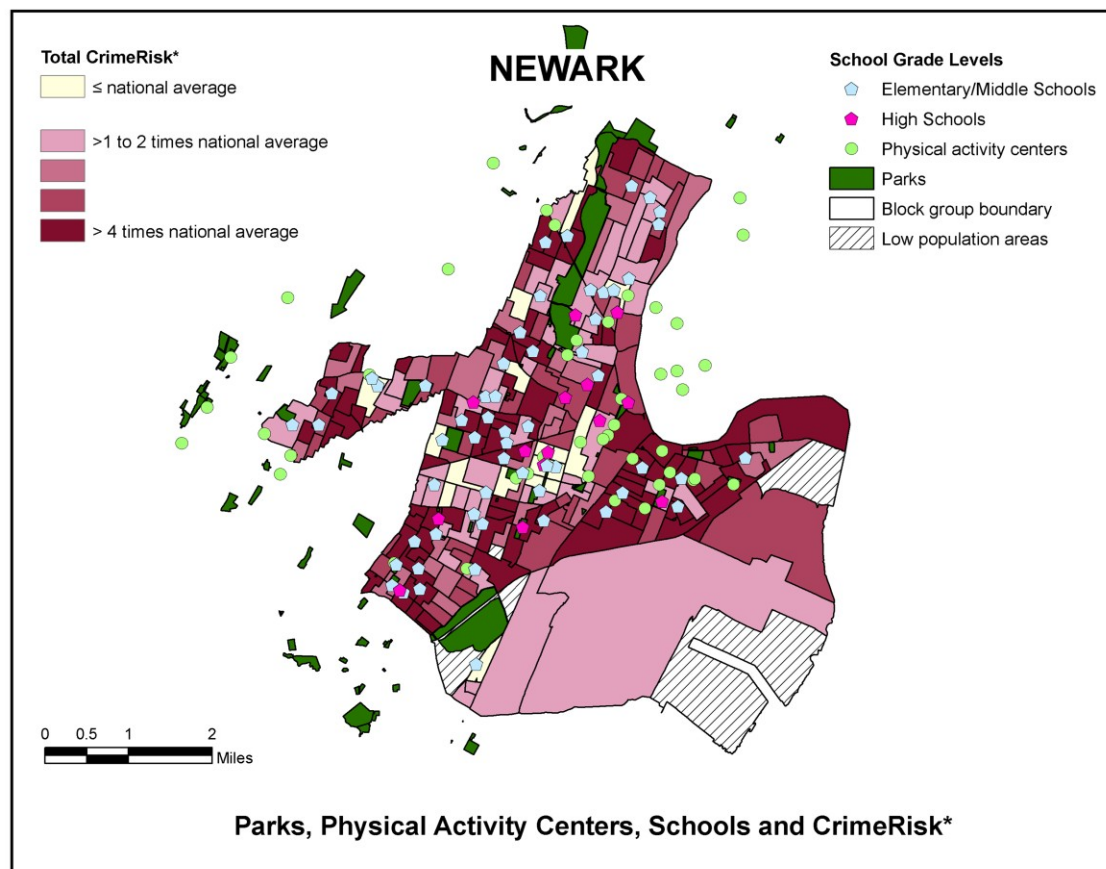 NEWARK
Total CrimeRisk*
≤ national average
>1 to 2 times national average
> 4 times national average
School Grade Levels
Elementary/Middle Schools
High Schools
Physical activity centers
Parks
Block group boundary
Low population areas
0 0.5 1 2
Miles
Parks, Physical Activity Centers, Schools and CrimeRisk*